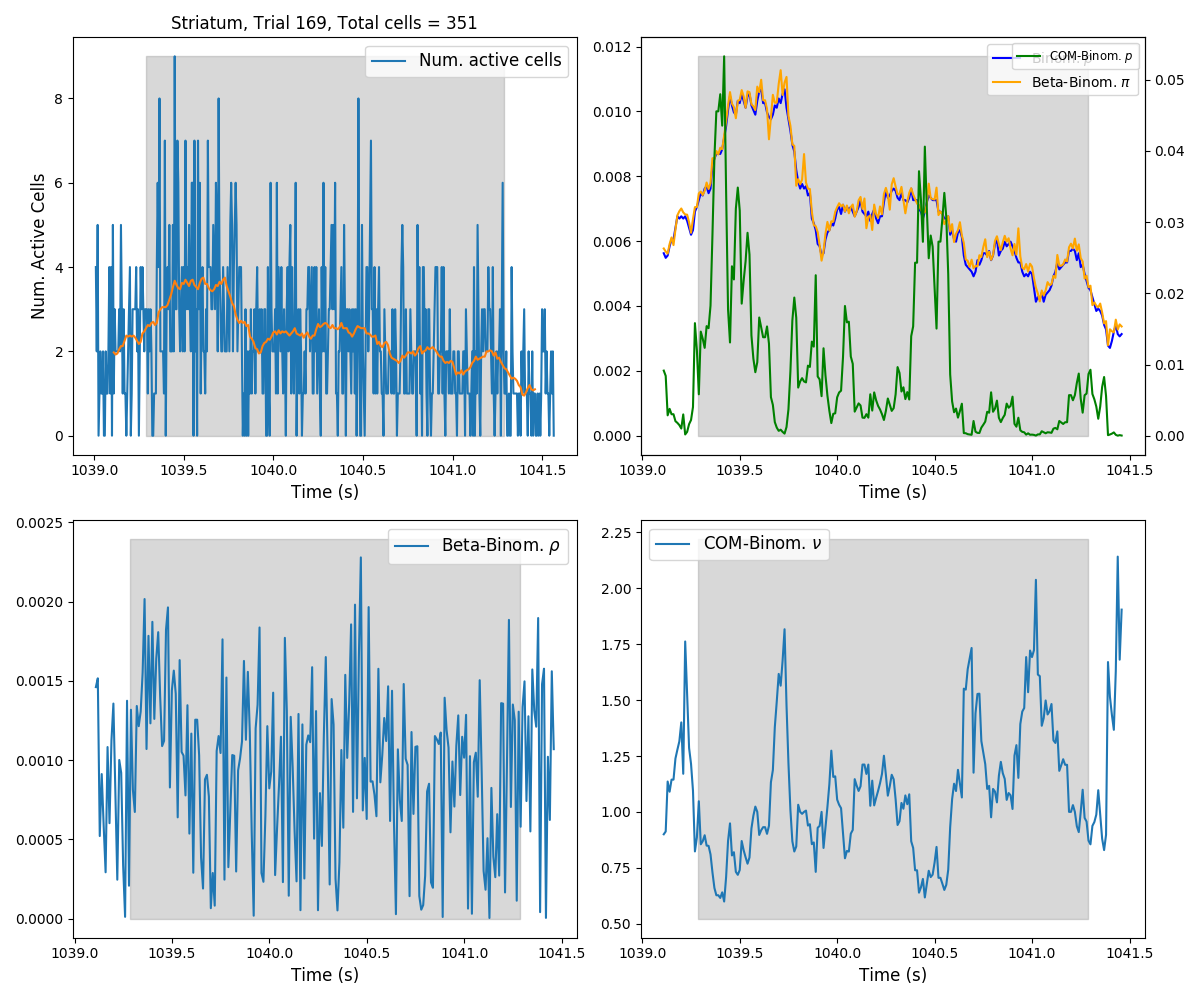 Striatum, Trial 169, Total cells = 351
Num. active cells
Num. Active Cells
8
6
4
2
0
1039.0 1039.5 1040.0 1040.5 1041.0 1041.5
Time (s)
COM-Binom. p
Beta-Binom. π
0.012
0.010
0.008
0.006
0.004
0.002
0.000
0.05
0.04
0.03
0.02
0.01
0.00
1039.0 1039.5 1040.0 1040.5 1041.0 1041.5
Time (s)
Beta-Binom. ρ
0.0025
0.0020
0.0015
0.0010
0.0005
0.0000
1039.0 1039.5 1040.0 1040.5 1041.0 1041.5
Time (s)
COM-Binom. ν
2.25
2.00
1.75
1.50
1.25
1.00
0.75
0.50
1039.0 1039.5 1040.0 1040.5 1041.0 1041.5
Time (s)